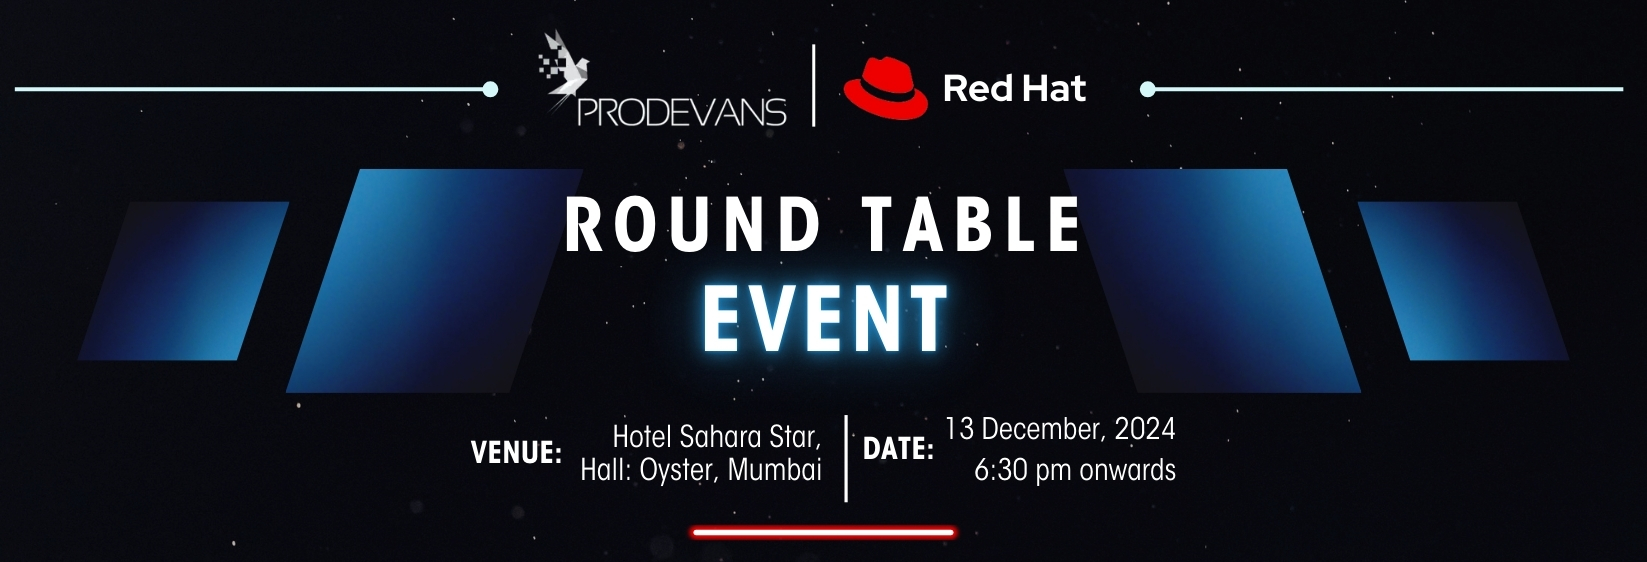 PRODEVANS
Red Hat
ROUND TABLE
EVENT
VENUE:
Hotel Sahara Star,
Hall: Oyster, Mumbai
DATE:
13 December, 2024
6:30 pm onwards